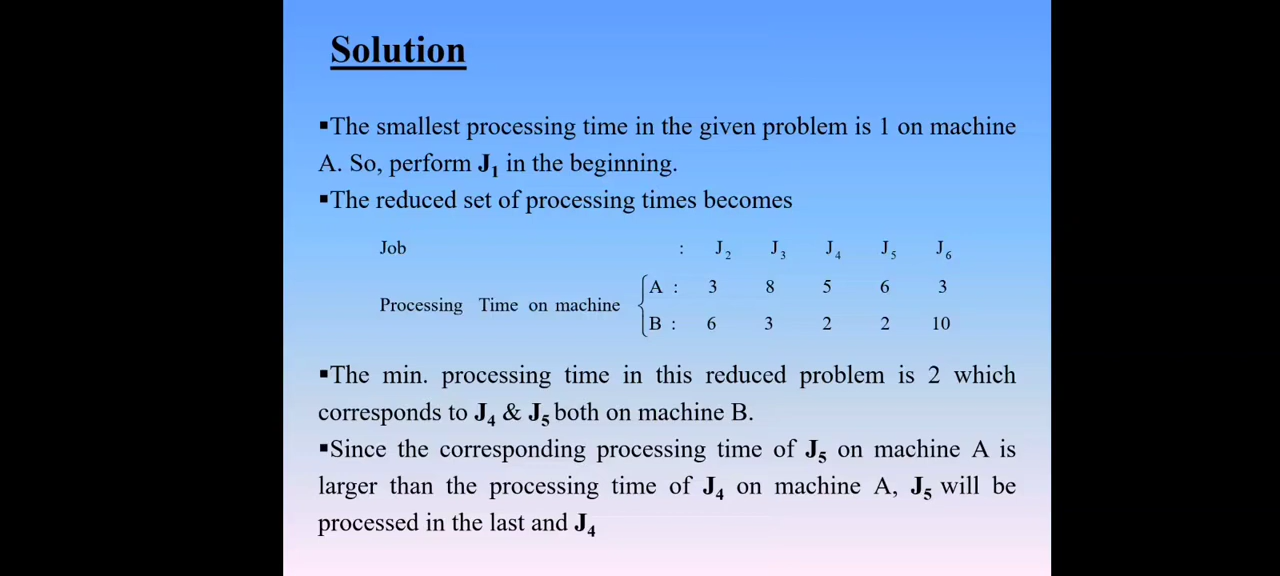 Solution
▪The smallest processing time in the given problem is 1 on machine
A. So, perform J1 in the beginning.
▪The reduced set of processing times becomes
Job : J2 J3 J4 J5 J6
A : 3 8 5 6 3
Processing Time on machine
B : 6 3 2 2 10
▪The min. processing time in this reduced problem is 2 which
corresponds to J4 & J5 both on machine B.
▪Since the corresponding processing time of J5 on machine A is
larger than the processing time of J4 on machine A, J5 will be
processed in the last and J4